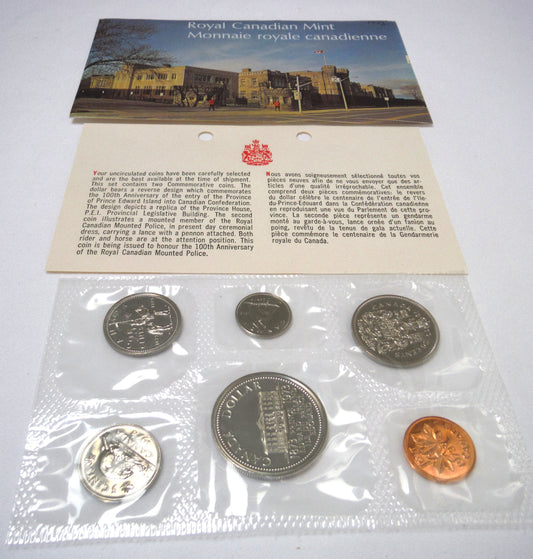 Royal Canadian Mint
Monnaie royale canadienne
Your uncirculated coins have been carefully selected
and are the best available at the time of shipment.
This set contains two Commemorative coins. The
dollar bears a reverse design which commemorates
the 100th Anniversary of the entry of the Province
of Prince Edward Island into Canadian Confederation.
The design depicts a replica of the Province House,
P.E.I. Provincial Legislative Building. The second
coin illustrates a mounted member of the Royal
Canadian Mounted Police, in present day ceremonial
dress, carrying a lance with a pennon attached. Both
rider and horse are at the attention position. This
coin is being issued to honour the 100th Anniversary
of the Royal Canadian Mounted Police.
Nous avons soigneusement sélectionné toutes vos
pièces neuves afin de ne vous envoyer que des ar-
ticles d'une qualité irréprochable. Cet ensemble
comprend deux pièces commémoratives: le revers
du dollar célèbre le centenaire de l'entrée de l'île-
du-Prince-Edouard dans la Confédération canadienne
en reproduisant une vue du Parlement de cette pro-
vince. La seconde pièce représente un gendarme
monté au garde-à-vous, lance ornée d'un fanion au
poing, revêtu de la tenue de gala actuelle. Cette
pièce commémore le centenaire de la Gendarmerie
royale du Canada.
CANADA
50 CENTS
CANADA DOLLAR